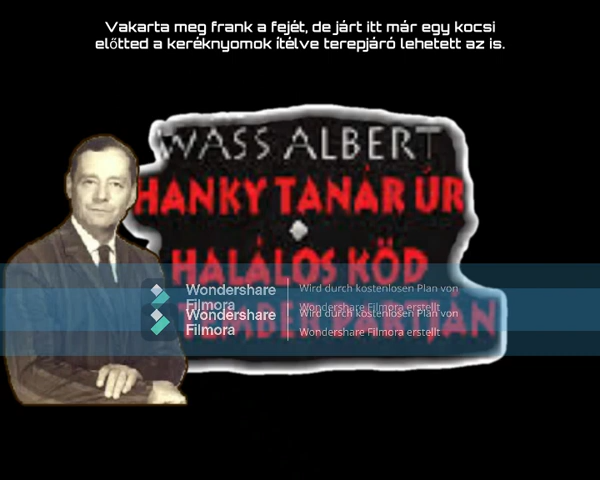 Vakarta meg frank a fejét, de járt itt már egy kocsi
előtted a keréknyomok ítélve terepjáró lehetett az is.
WASS ALBERT
HANKY TANÁR ÚR
HALÁLOS KÖD
Wondershare
Filmora
Wird durch kostenlosen Plan von
Wondershare Filmora erstellt
Wondershare
Filmora
Wird durch kostenlosen Plan von
Wondershare Filmora erstellt